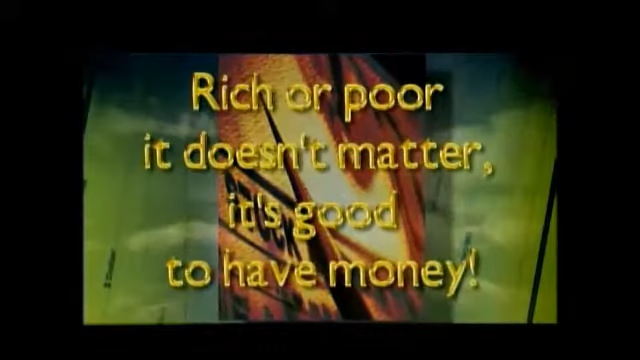 Rich or poor
it doesn't matter,
it's good
to have money!